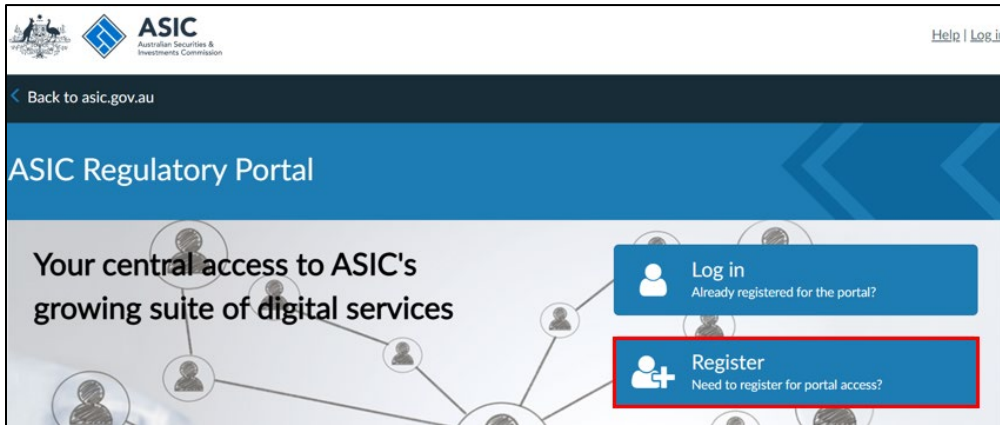 ASIC
Australian Securities &
Investments Commission
Help | Log in
Back to asic.gov.au
ASIC Regulatory Portal
Your central access to ASIC's
growing suite of digital services
Log in
Already registered for the portal?
Register
Need to register for portal access?